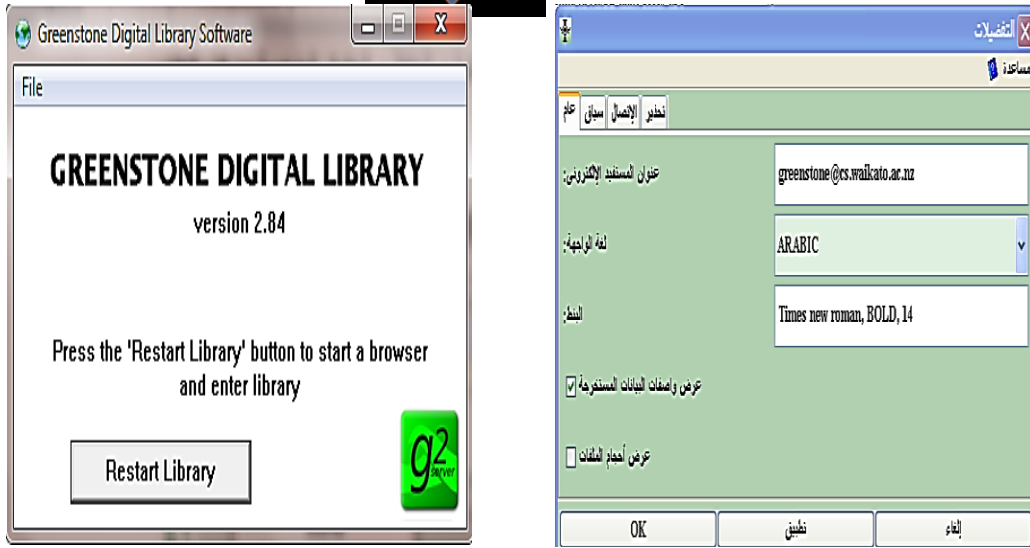 Greenstone Digital Library Software
File
GREENSTONE DIGITAL LIBRARY
version 2.84
Press the 'Restart Library' button to start a browser
and enter library
Restart Library
g2
server
التفضيلات
مساعدة
عام سياق الإتصال تحذير
عنوان المستفيد الإلكترونى:
greenstone@cs.waikato.ac.nz
لغة الواجهة:
ARABIC
البنط:
Times new roman, BOLD, 14
عرض واصفات البيانات المستخرجة
عرض أحجام الملفات
OK تطبيق إلغاء